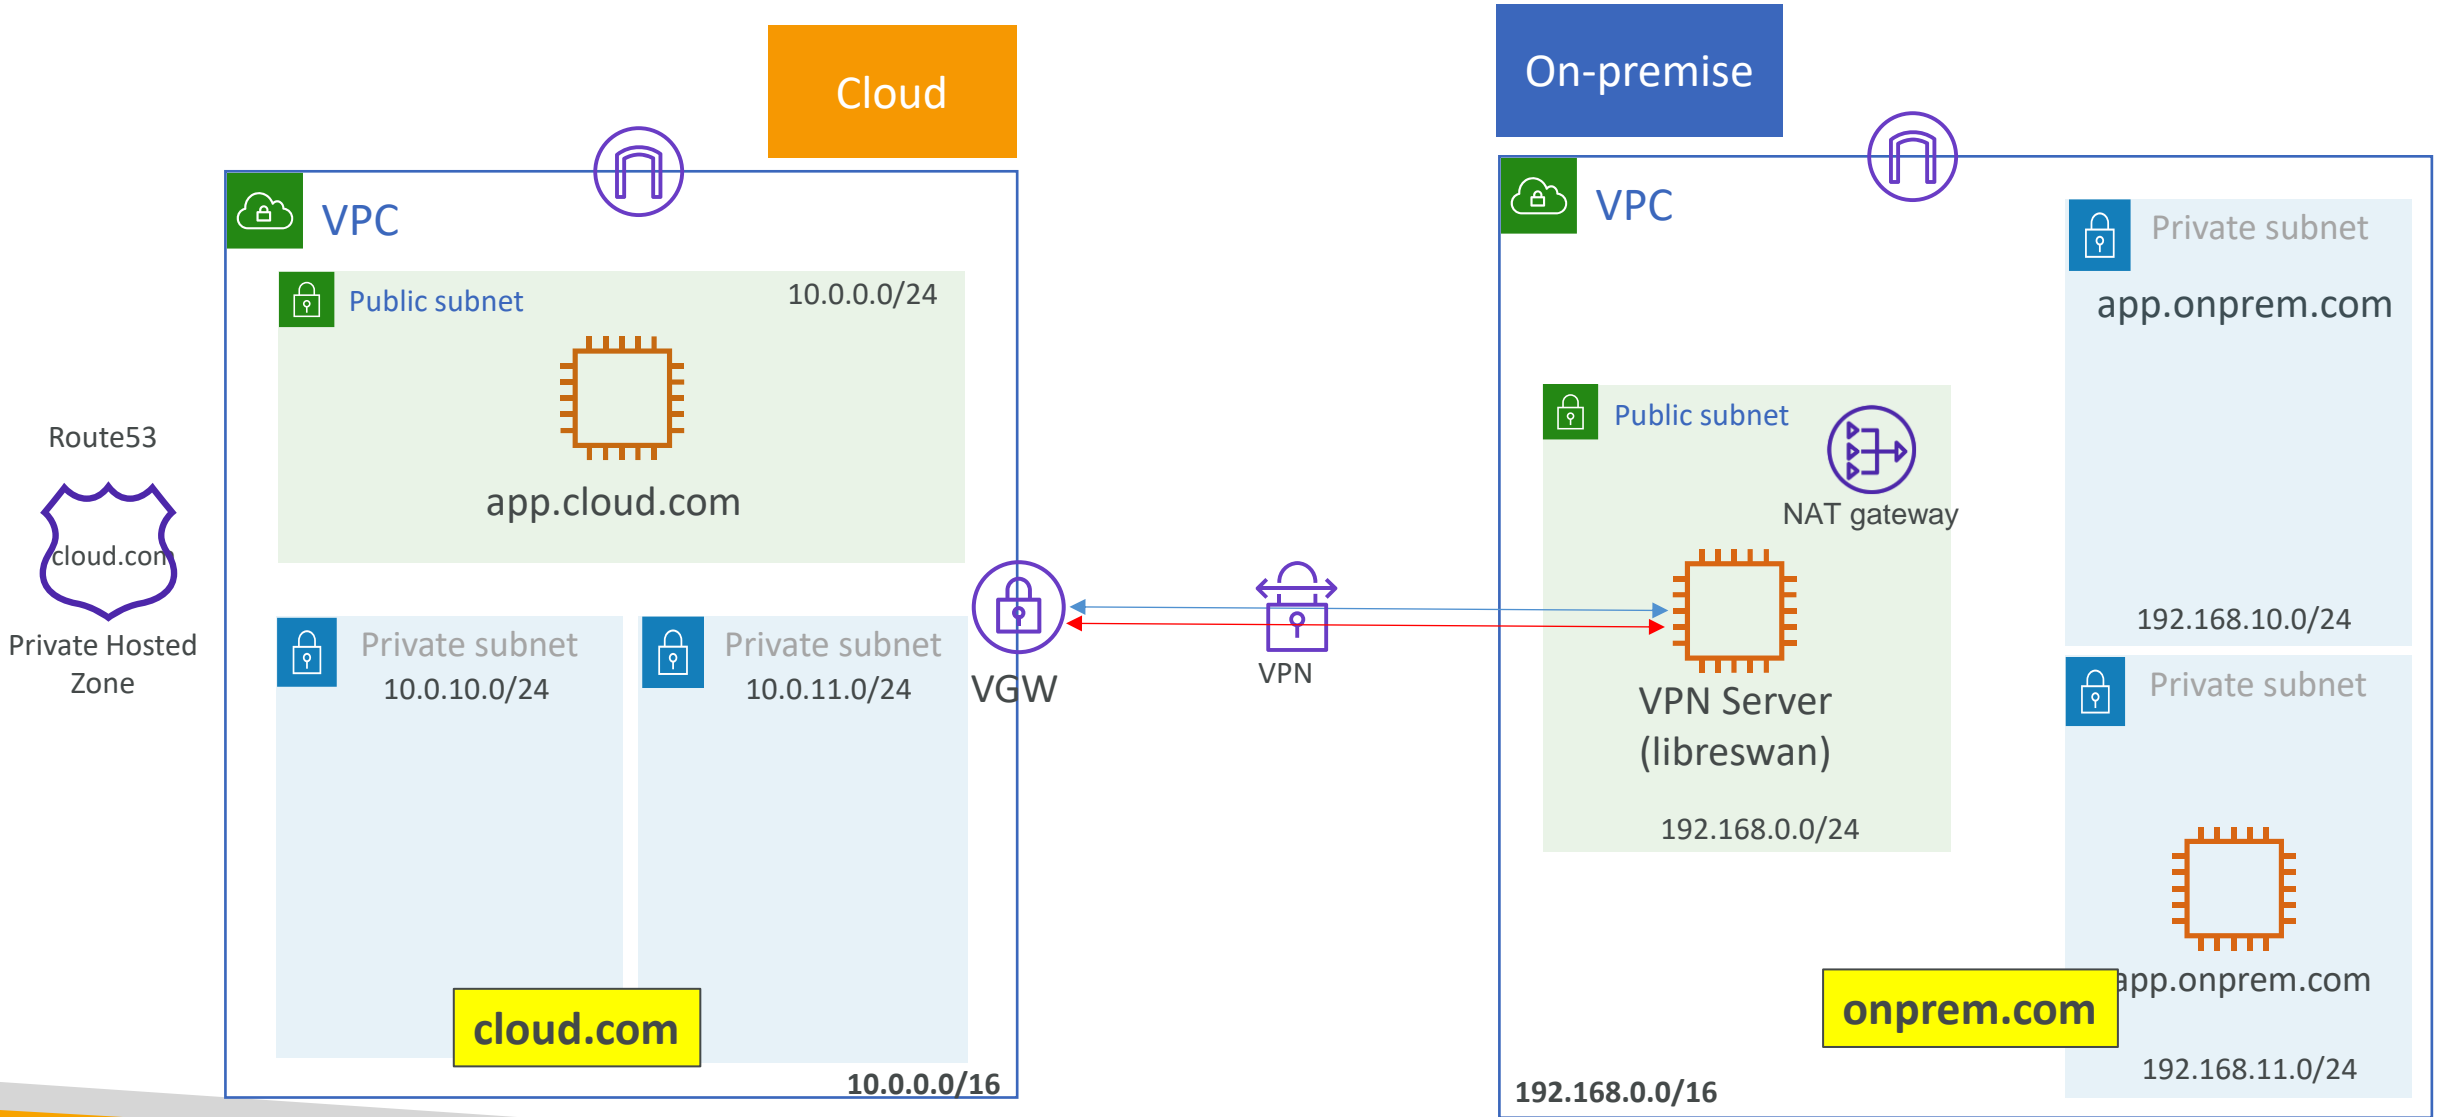 Cloud
On-premise
VPC
Public subnet
10.0.0.0/24
app.cloud.com
Route53
cloud.com
Private Hosted
Zone
Private subnet
10.0.10.0/24
Private subnet
10.0.11.0/24
VGW
cloud.com
10.0.0.0/16
VPN
VPC
Private subnet
app.onprem.com
192.168.10.0/24
Public subnet
NAT gateway
VPN Server
(libreswan)
192.168.0.0/24
Private subnet
app.onprem.com
192.168.11.0/24
onprem.com
192.168.0.0/16